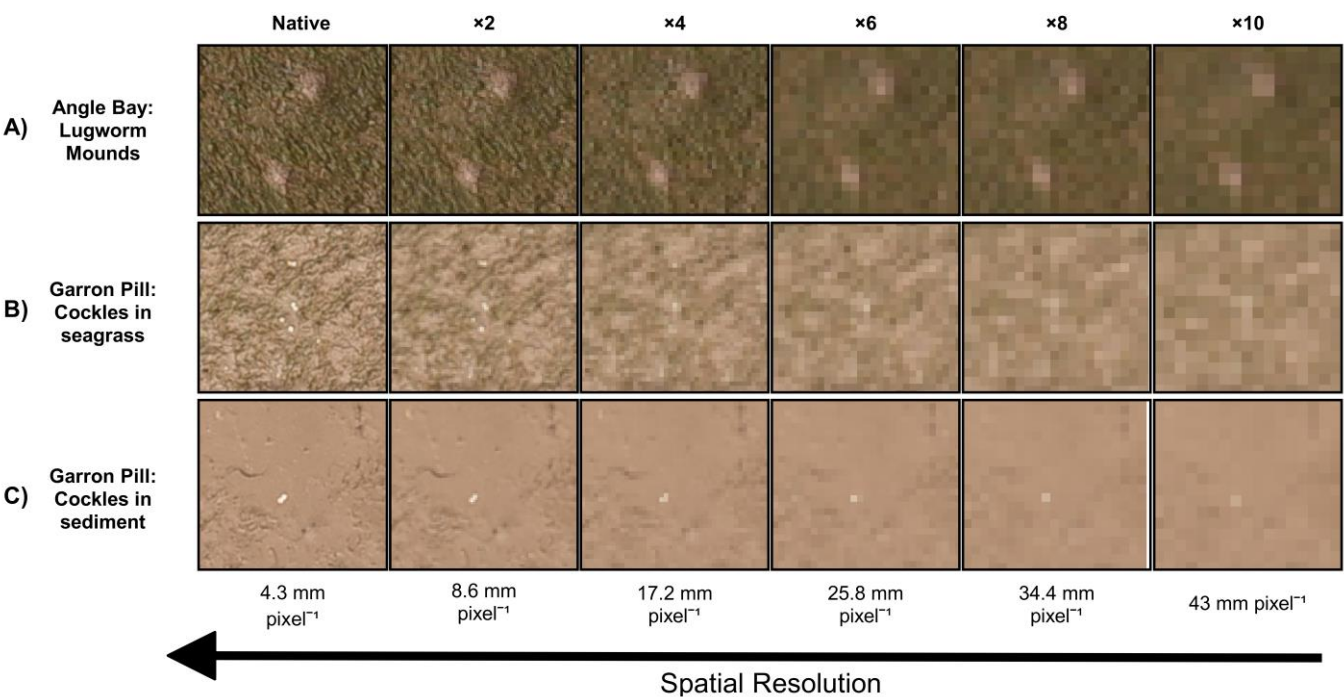 Native ×2 ×4 ×6 ×8 ×10
A) Angle Bay:
Lugworm
Mounds
B) Garron Pill:
Cockles in
seagrass
C) Garron Pill:
Cockles in
sediment
4.3 mm
pixel⁻¹
8.6 mm
pixel⁻¹
17.2 mm
pixel⁻¹
25.8 mm
pixel⁻¹
34.4 mm
pixel⁻¹
43 mm pixel⁻¹
Spatial Resolution